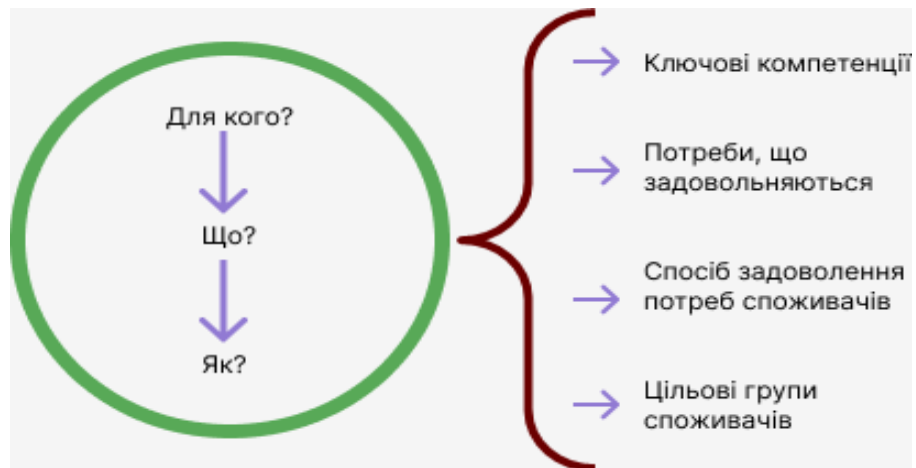 Для кого?
Що?
Як?
Ключові компетенції
Потреби, що
задовольняються
Спосіб задоволення
потреб споживачів
Цільові групи
споживачів